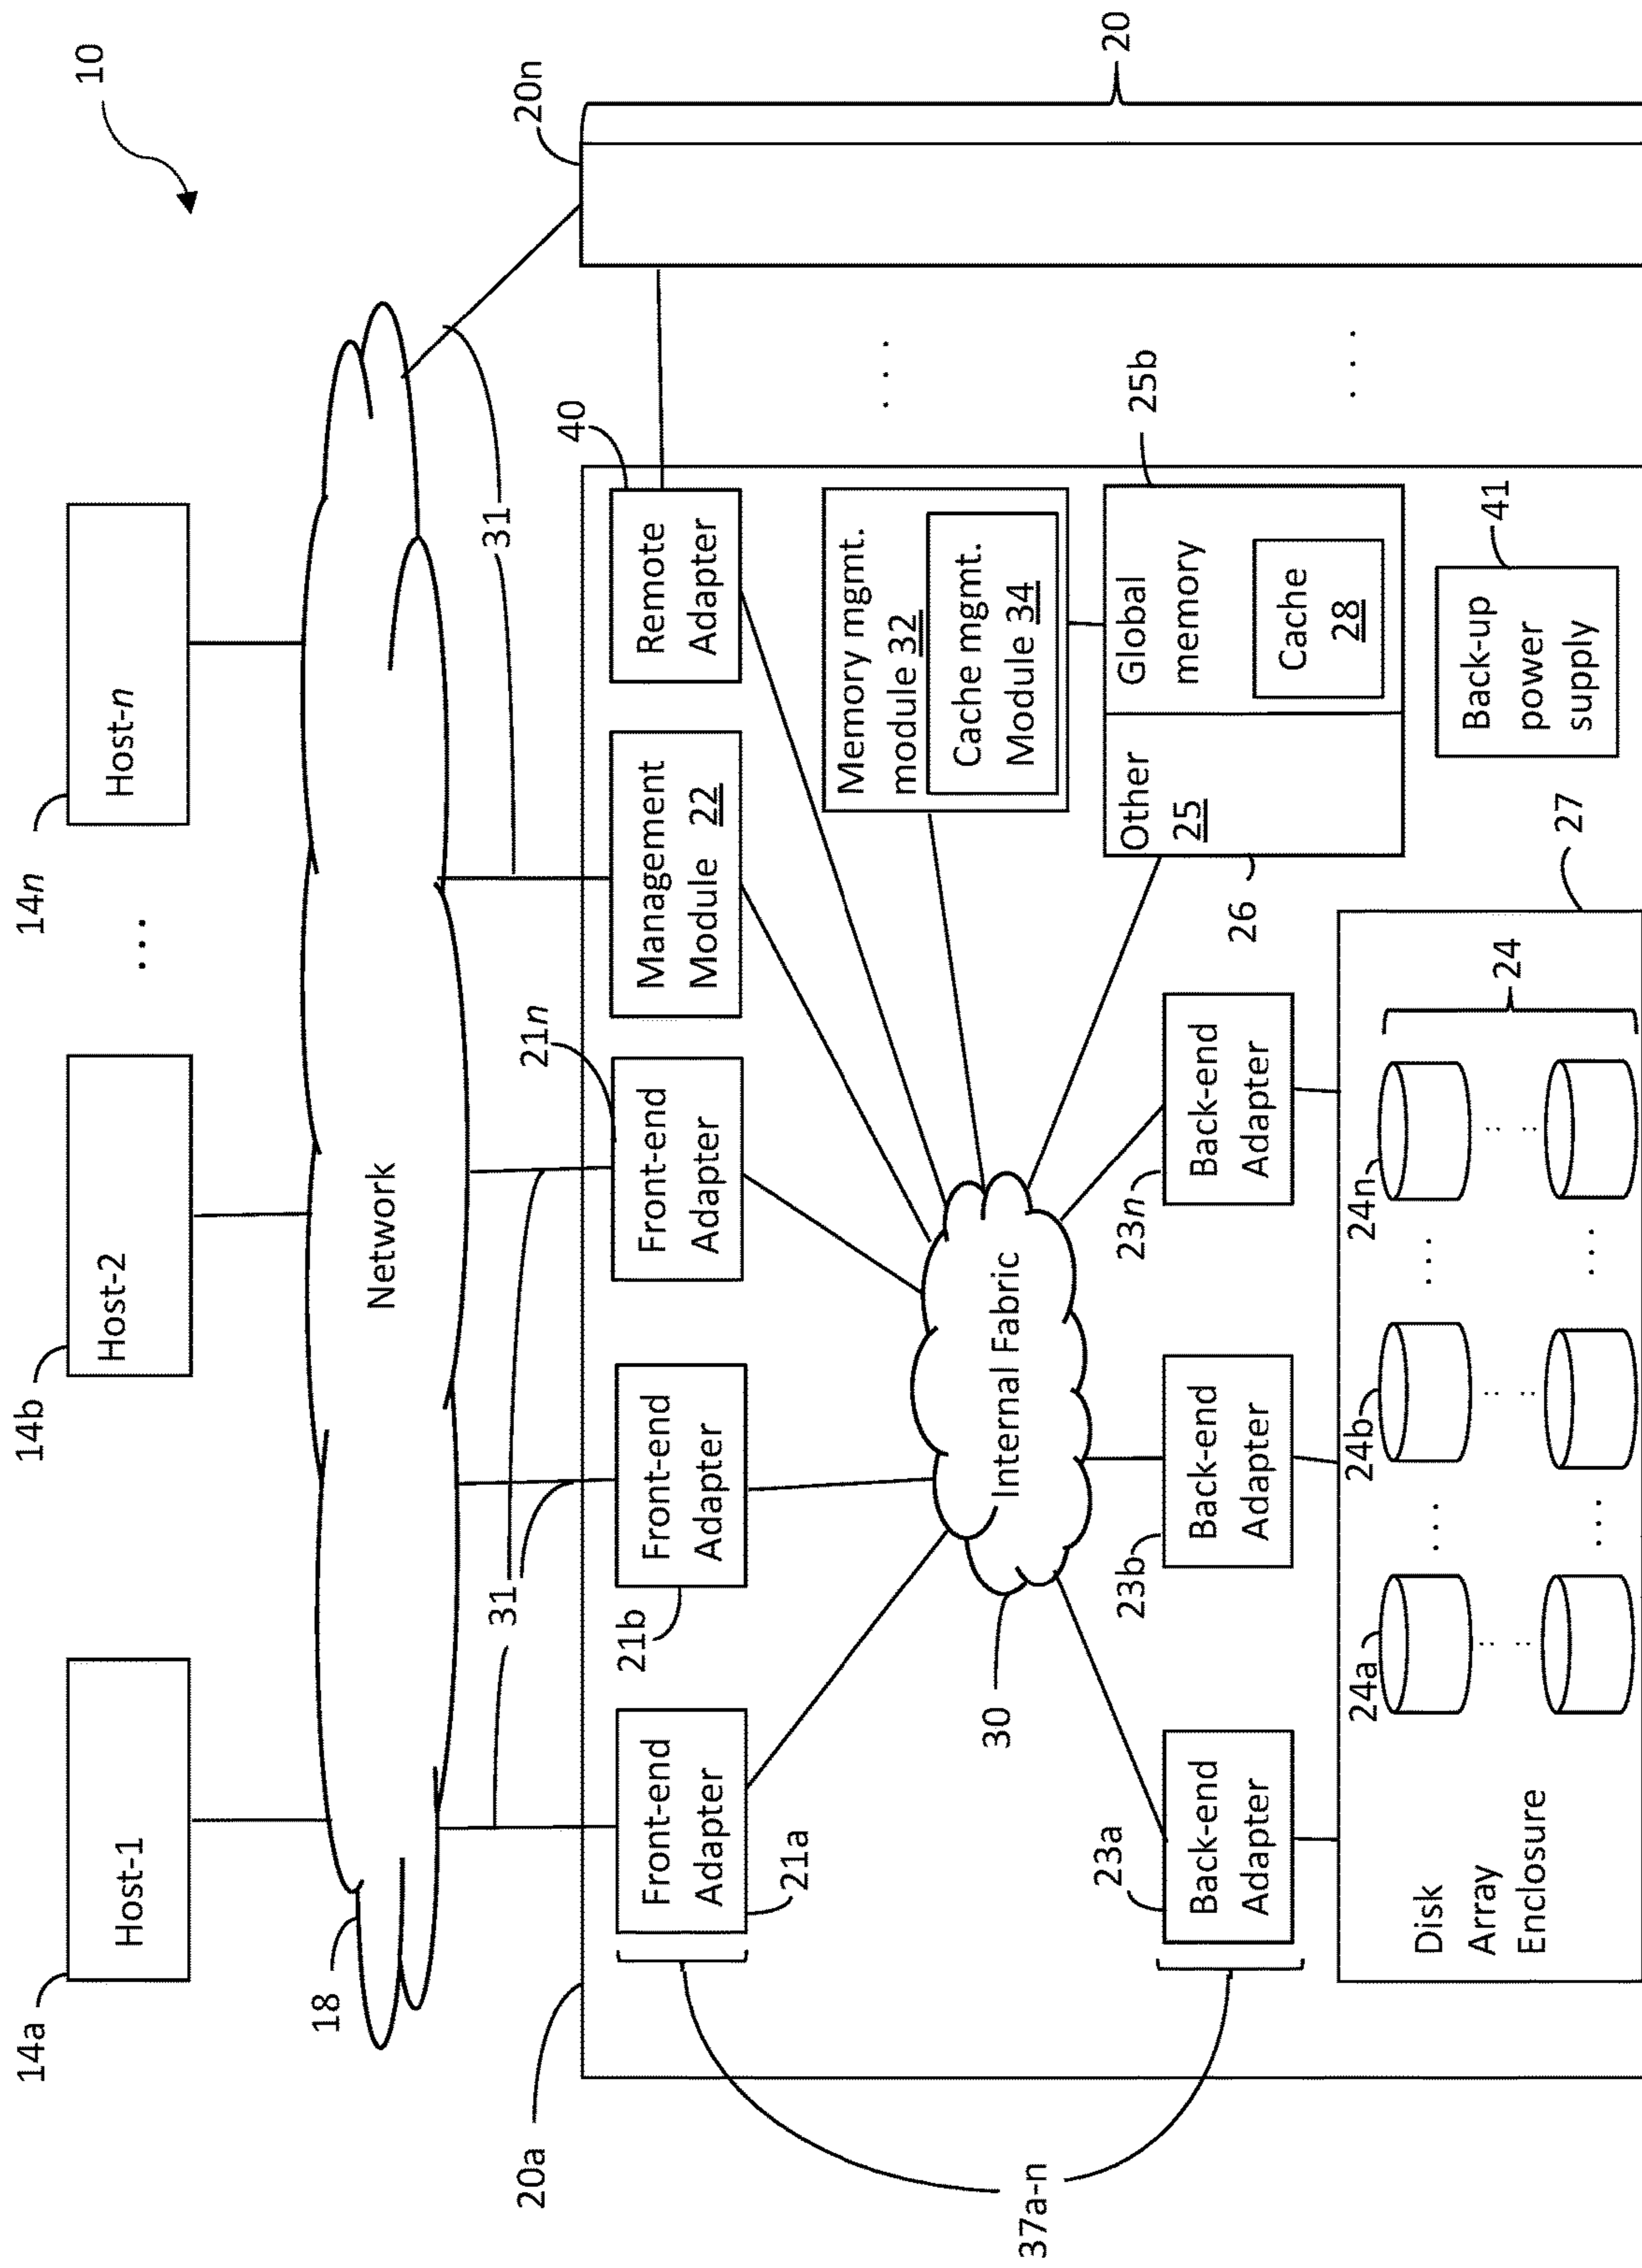 10
14a
Host-1
14b
Host-2
...
14n
Host-n
18
Network
31
31
20n
20
20a
Front-end
Adapter
21a
Front-end
Adapter
21b
Front-end
Adapter
21n
Management
Module 22
Remote
Adapter
40
37a-n
30
Internal Fabric
Memory mgmt.
module 32
Cache mgmt.
Module 34
...
Other
25
Global
memory
25b
Cache
28
26
23a
Back-end
Adapter
23b
Back-end
Adapter
23n
Back-end
Adapter
Back-up
power
supply
41
...
27
Disk
Array
Enclosure
24a
...
24b
...
24n
24
...
...